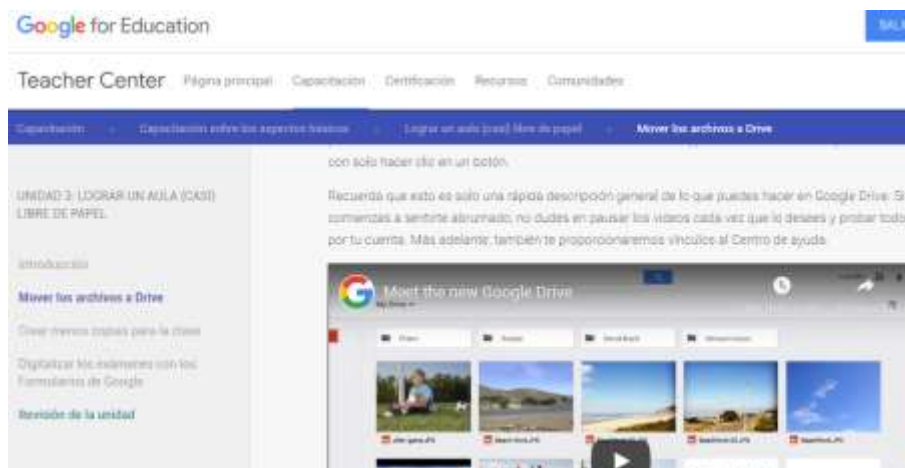 Google for Education
Teacher Center Página principal Capacitación Certificación Recursos Comunidades
Capacitación Capacitación sobre los aspectos básicos Lograr un aula (casi) libre de papel Mover los archivos a Drive
con solo hacer clic en un botón.
UNIDAD 3: LOGRAR UN AULA (CASI)
LIBRE DE PAPEL
Recuerda que esto es solo una rápida descripción general de lo que puedes hacer en Google Drive. Si
comienzas a sentirte abrumado, no dudes en pausar los videos cada vez que lo desees y probar todo
por tu cuenta. Más adelante, también te proporcionaremos vínculos al Centro de ayuda.
Introducción
Mover los archivos a Drive
Crear menos copias para la clase
Digitalizar los exámenes con los
Formularios de Google
Revisión de la unidad
Meet the new Google Drive
My Drive